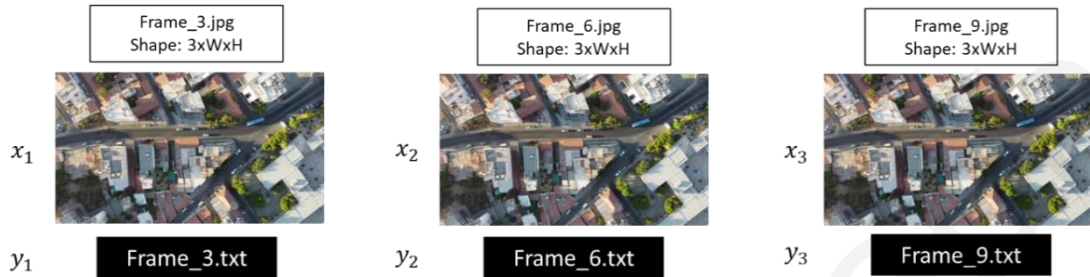 Frame_3.jpg
Shape: 3xWxH
Frame_6.jpg
Shape: 3xWxH
Frame_9.jpg
Shape: 3xWxH
x₁
x₂
x₃
y₁ Frame_3.txt
y₂ Frame_6.txt
y₃ Frame_9.txt